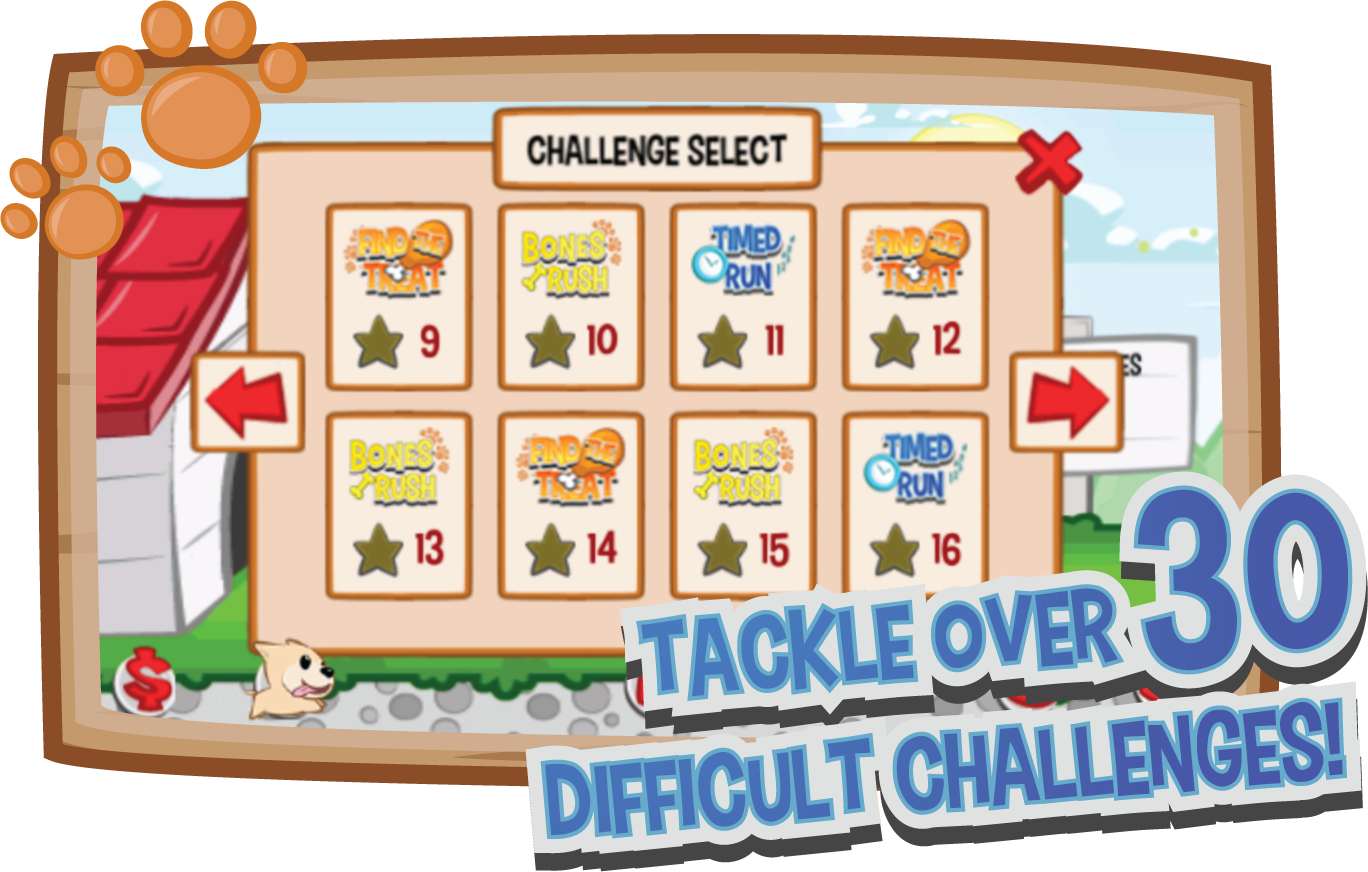 CHALLENGE SELECT
FIND THE
TREAT
9
BONES
RUSH
10
TIMED
RUN
11
FIND THE
TREAT
12
ES
BONES
RUSH
13
FIND THE
TREAT
14
BONES
RUSH
15
TIMED
RUN
16
$
TACKLE OVER 30
DIFFICULT CHALLENGES!